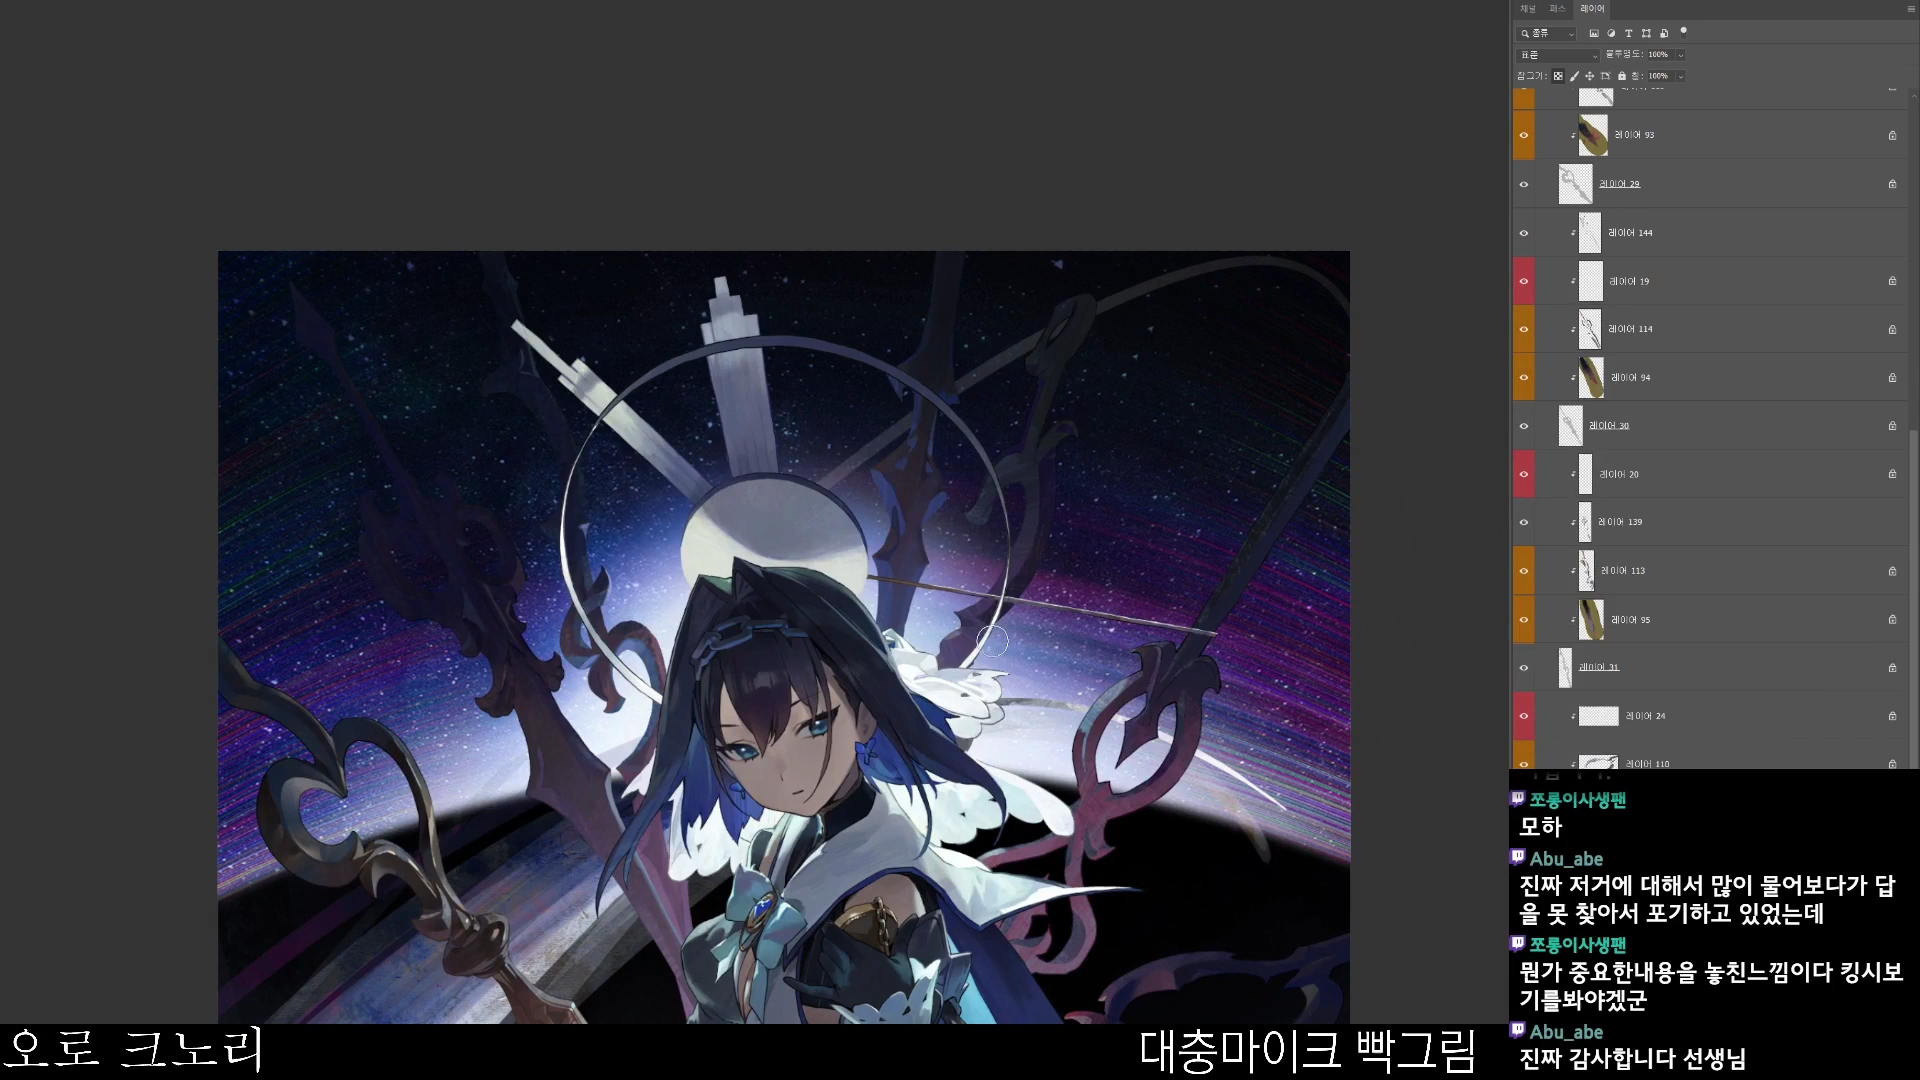 채널 패스 레이어
종류
표준 불투명도: 100%
잠그기: 칠: 100%
레이어 93
레이어 29
레이어 144
레이어 19
레이어 114
레이어 94
레이어 30
레이어 20
레이어 139
레이어 113
레이어 95
레이어 31
레이어 24
레이어 110
쪼롱이사생팬
모하
Abu_abe
진짜 저거에 대해서 많이 물어보다가 답
을 못 찾아서 포기하고 있었는데
쪼롱이사생팬
뭔가 중요한내용을 놓친느낌이다 킹시보
기를봐야겠군
Abu_abe
진짜 감사합니다 선생님
오로 크노리
대충마이크 빡그림